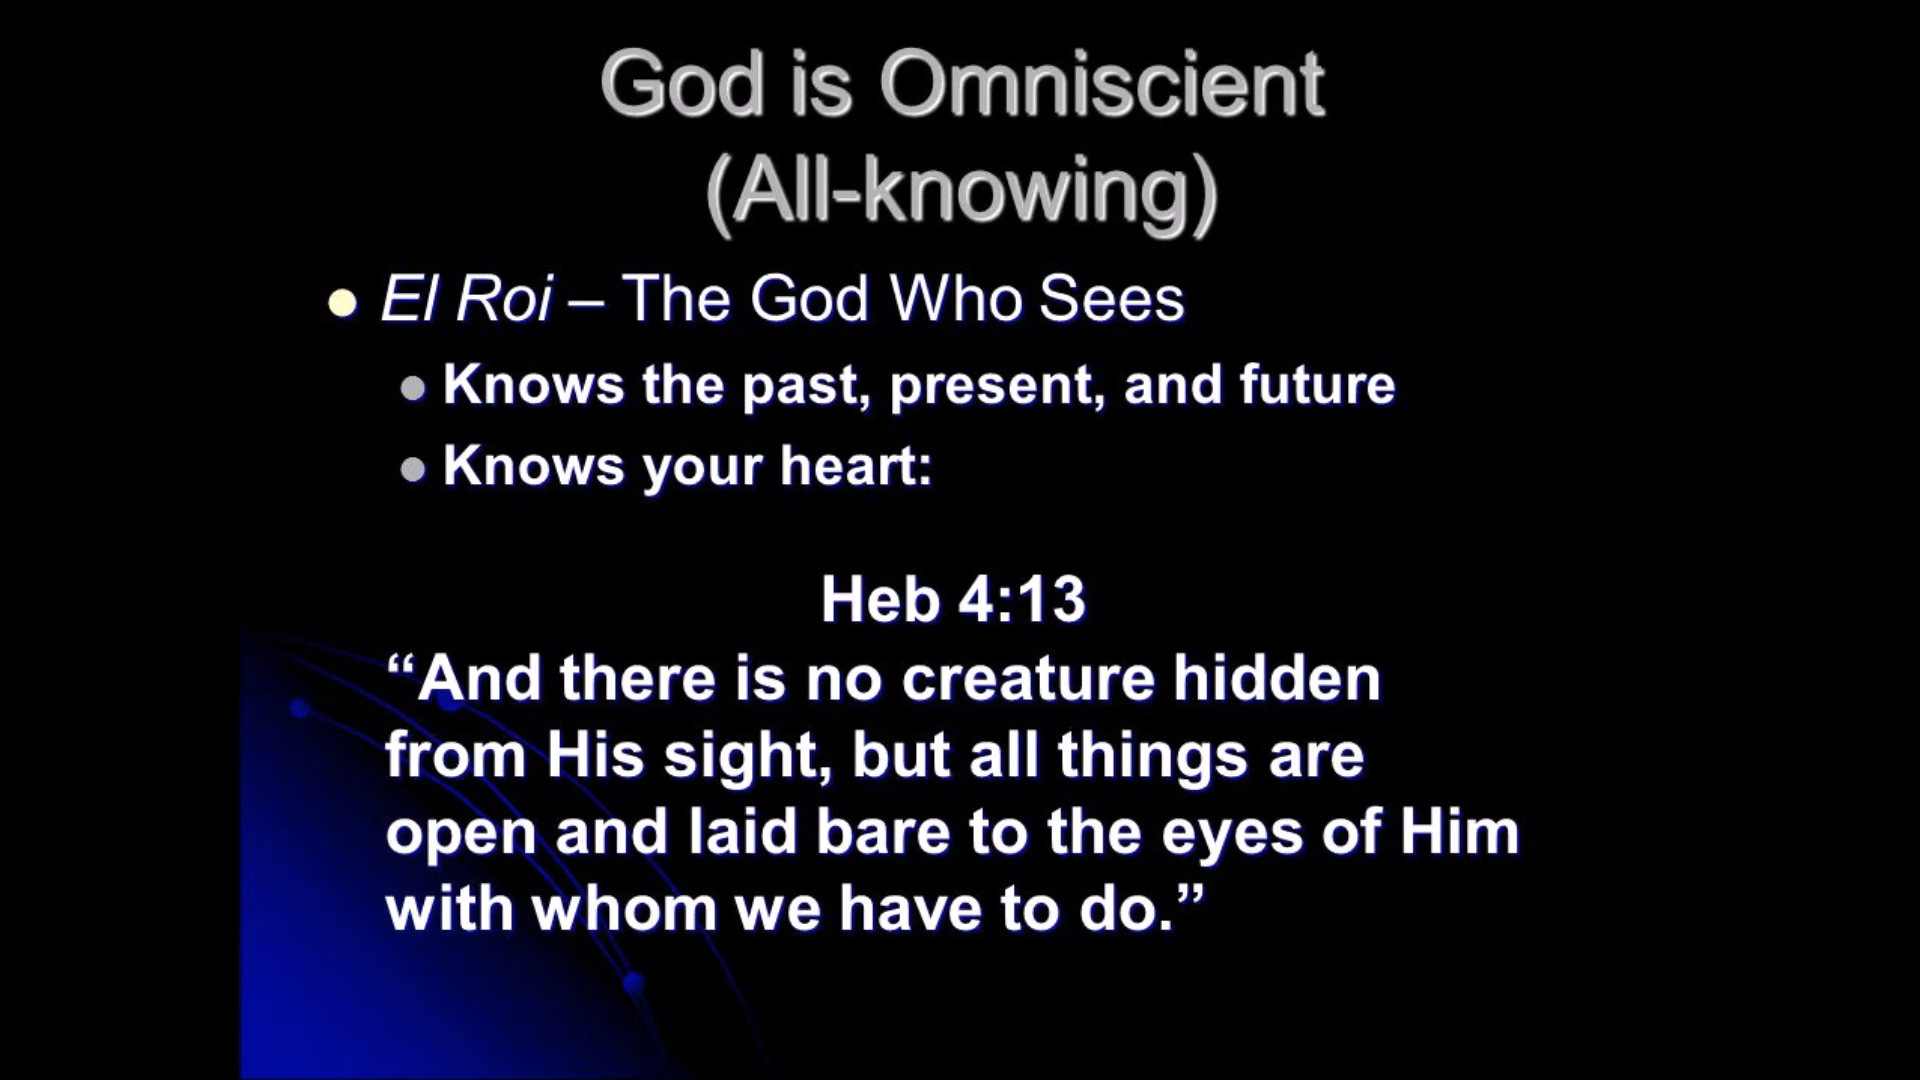 God is Omniscient
(All-knowing)
El Roi – The God Who Sees
Knows the past, present, and future
Knows your heart:
Heb 4:13
“And there is no creature hidden
from His sight, but all things are
open and laid bare to the eyes of Him
with whom we have to do.”